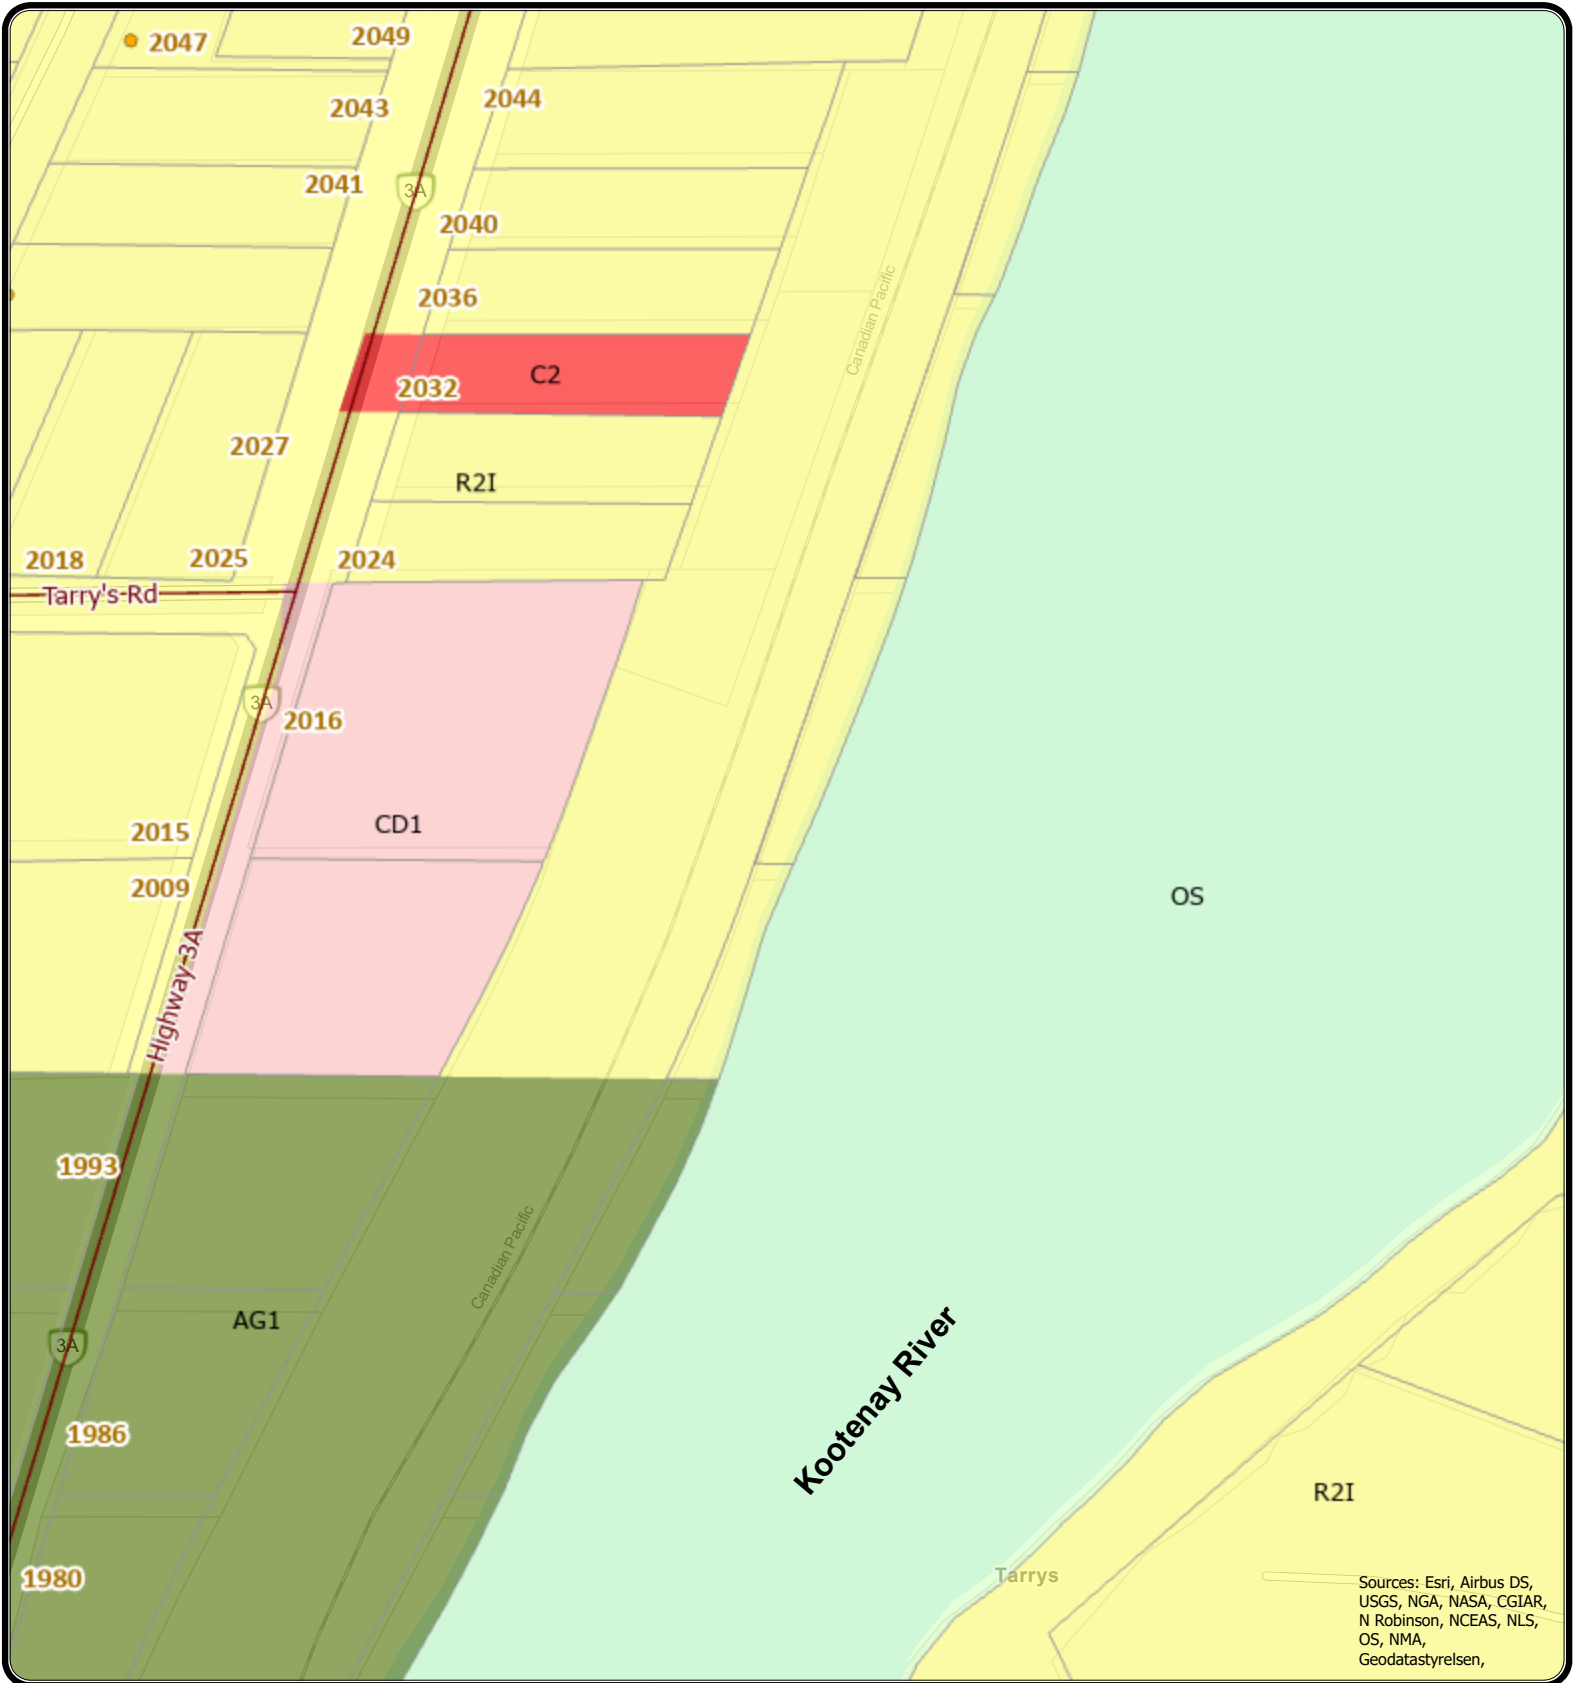 2047
2049
2043
2044
2041
3A
2040
Canadian Pacific
2036
C2
2032
2027
R2I
2018
2025
2024
Tarry's Rd
3A
2016
CD1
2015
2009
OS
Highway 3A
1993
Canadian Pacific
AG1
3A
Kootenay River
1986
R2I
1980
Tarrys
Sources: Esri, Airbus DS,
USGS, NGA, NASA, CGIAR,
N Robinson, NCEAS, NLS,
OS, NMA,
Geodatastyrelsen,